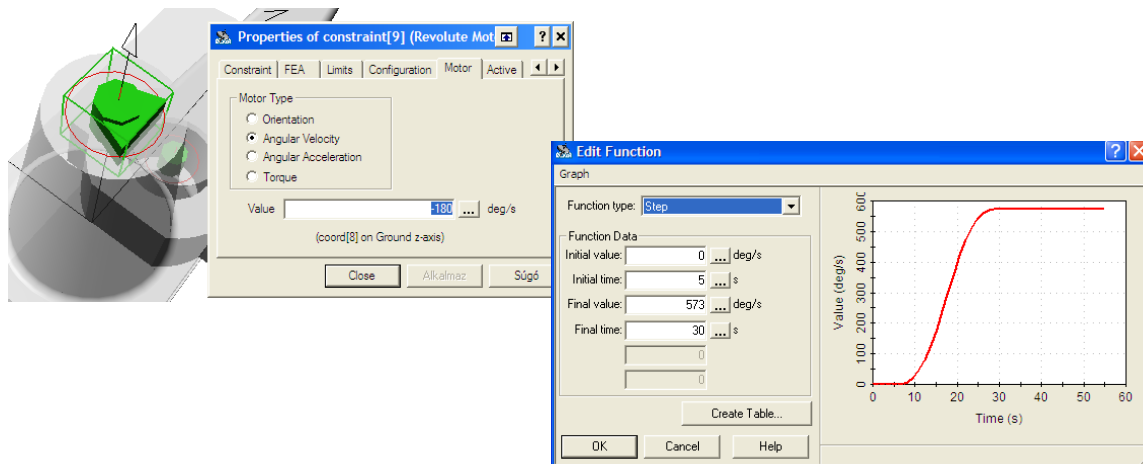 Properties of constraint[9] (Revolute Mot
Constraint FEA Limits Configuration Motor Active
Motor Type
Orientation
Angular Velocity
Angular Acceleration
Torque
Value -180 ... deg/s
(coord[8] on Ground z-axis)
Close Alkalmaz Súgó
Edit Function
Graph
Function type: Step
Function Data
Initial value: 0 ... deg/s
Initial time: 5 ... s
Final value: 573 ... deg/s
Final time: 30 ... s
0
0
Create Table...
OK Cancel Help
Value (deg/s)
600
500
400
300
200
100
0
0 10 20 30 40 50 60
Time (s)